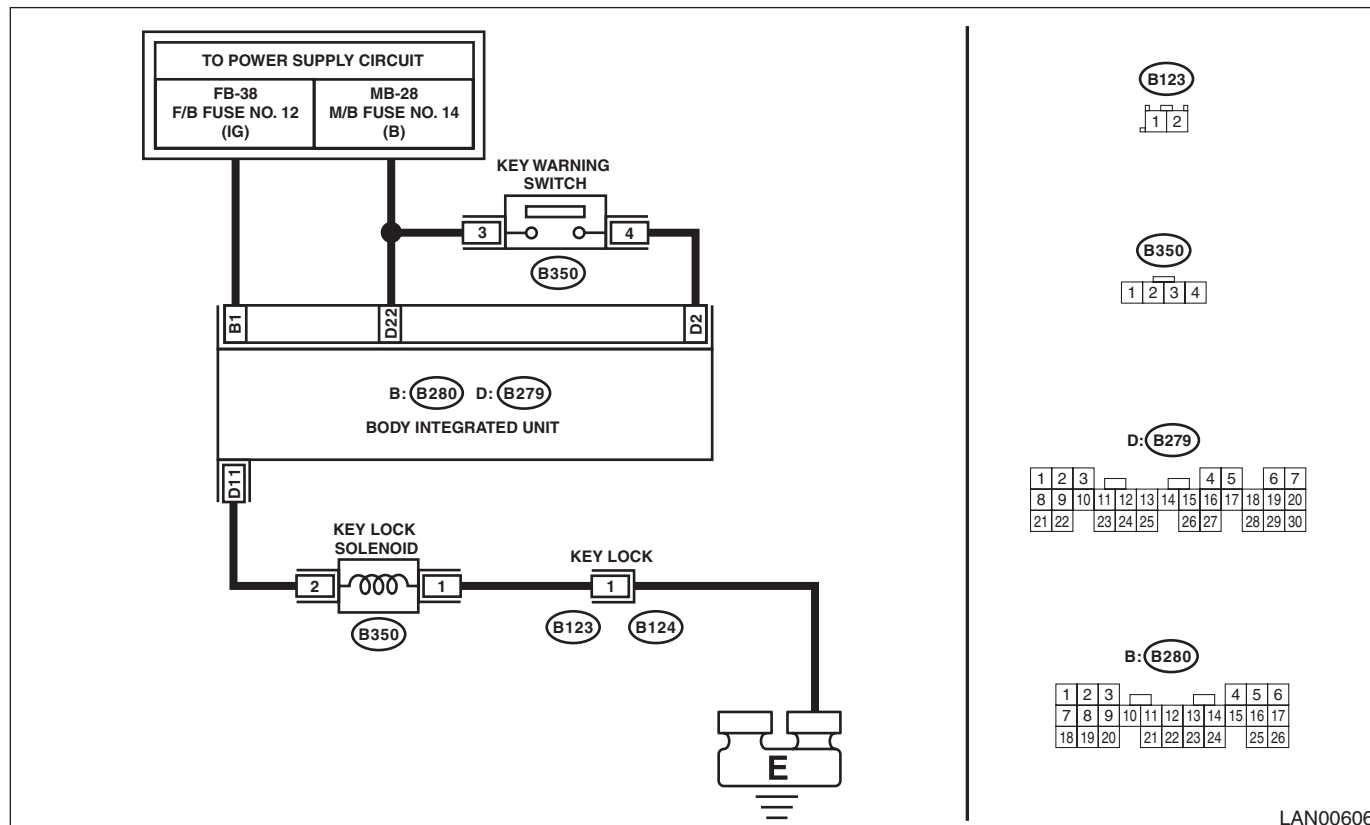 TO POWER SUPPLY CIRCUIT
FB-38
F/B FUSE NO. 12
(IG)
MB-28
M/B FUSE NO. 14
(B)
KEY WARNING
SWITCH
3
4
B350
B1
D22
D2
B: B280 D: B279
BODY INTEGRATED UNIT
D11
KEY LOCK
SOLENOID
2
1
B350
KEY LOCK
1
B123
B124
E
B123
1 2
B350
1 2 3 4
D: B279
1 2 3 4 5 6 7
8 9 10 11 12 13 14 15 16 17 18 19 20
21 22 23 24 25 26 27 28 29 30
B: B280
1 2 3 4 5 6
7 8 9 10 11 12 13 14 15 16 17
18 19 20 21 22 23 24 25 26
LAN00606